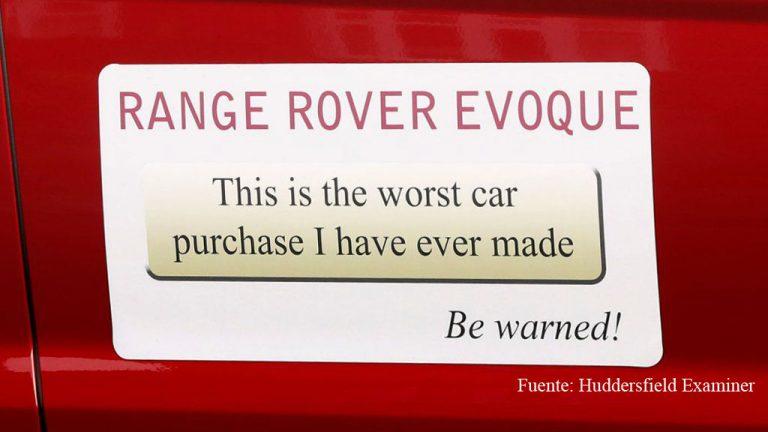 RANGE ROVER EVOQUE
This is the worst car
purchase I have ever made
Be warned!
Fuente: Huddersfield Examiner